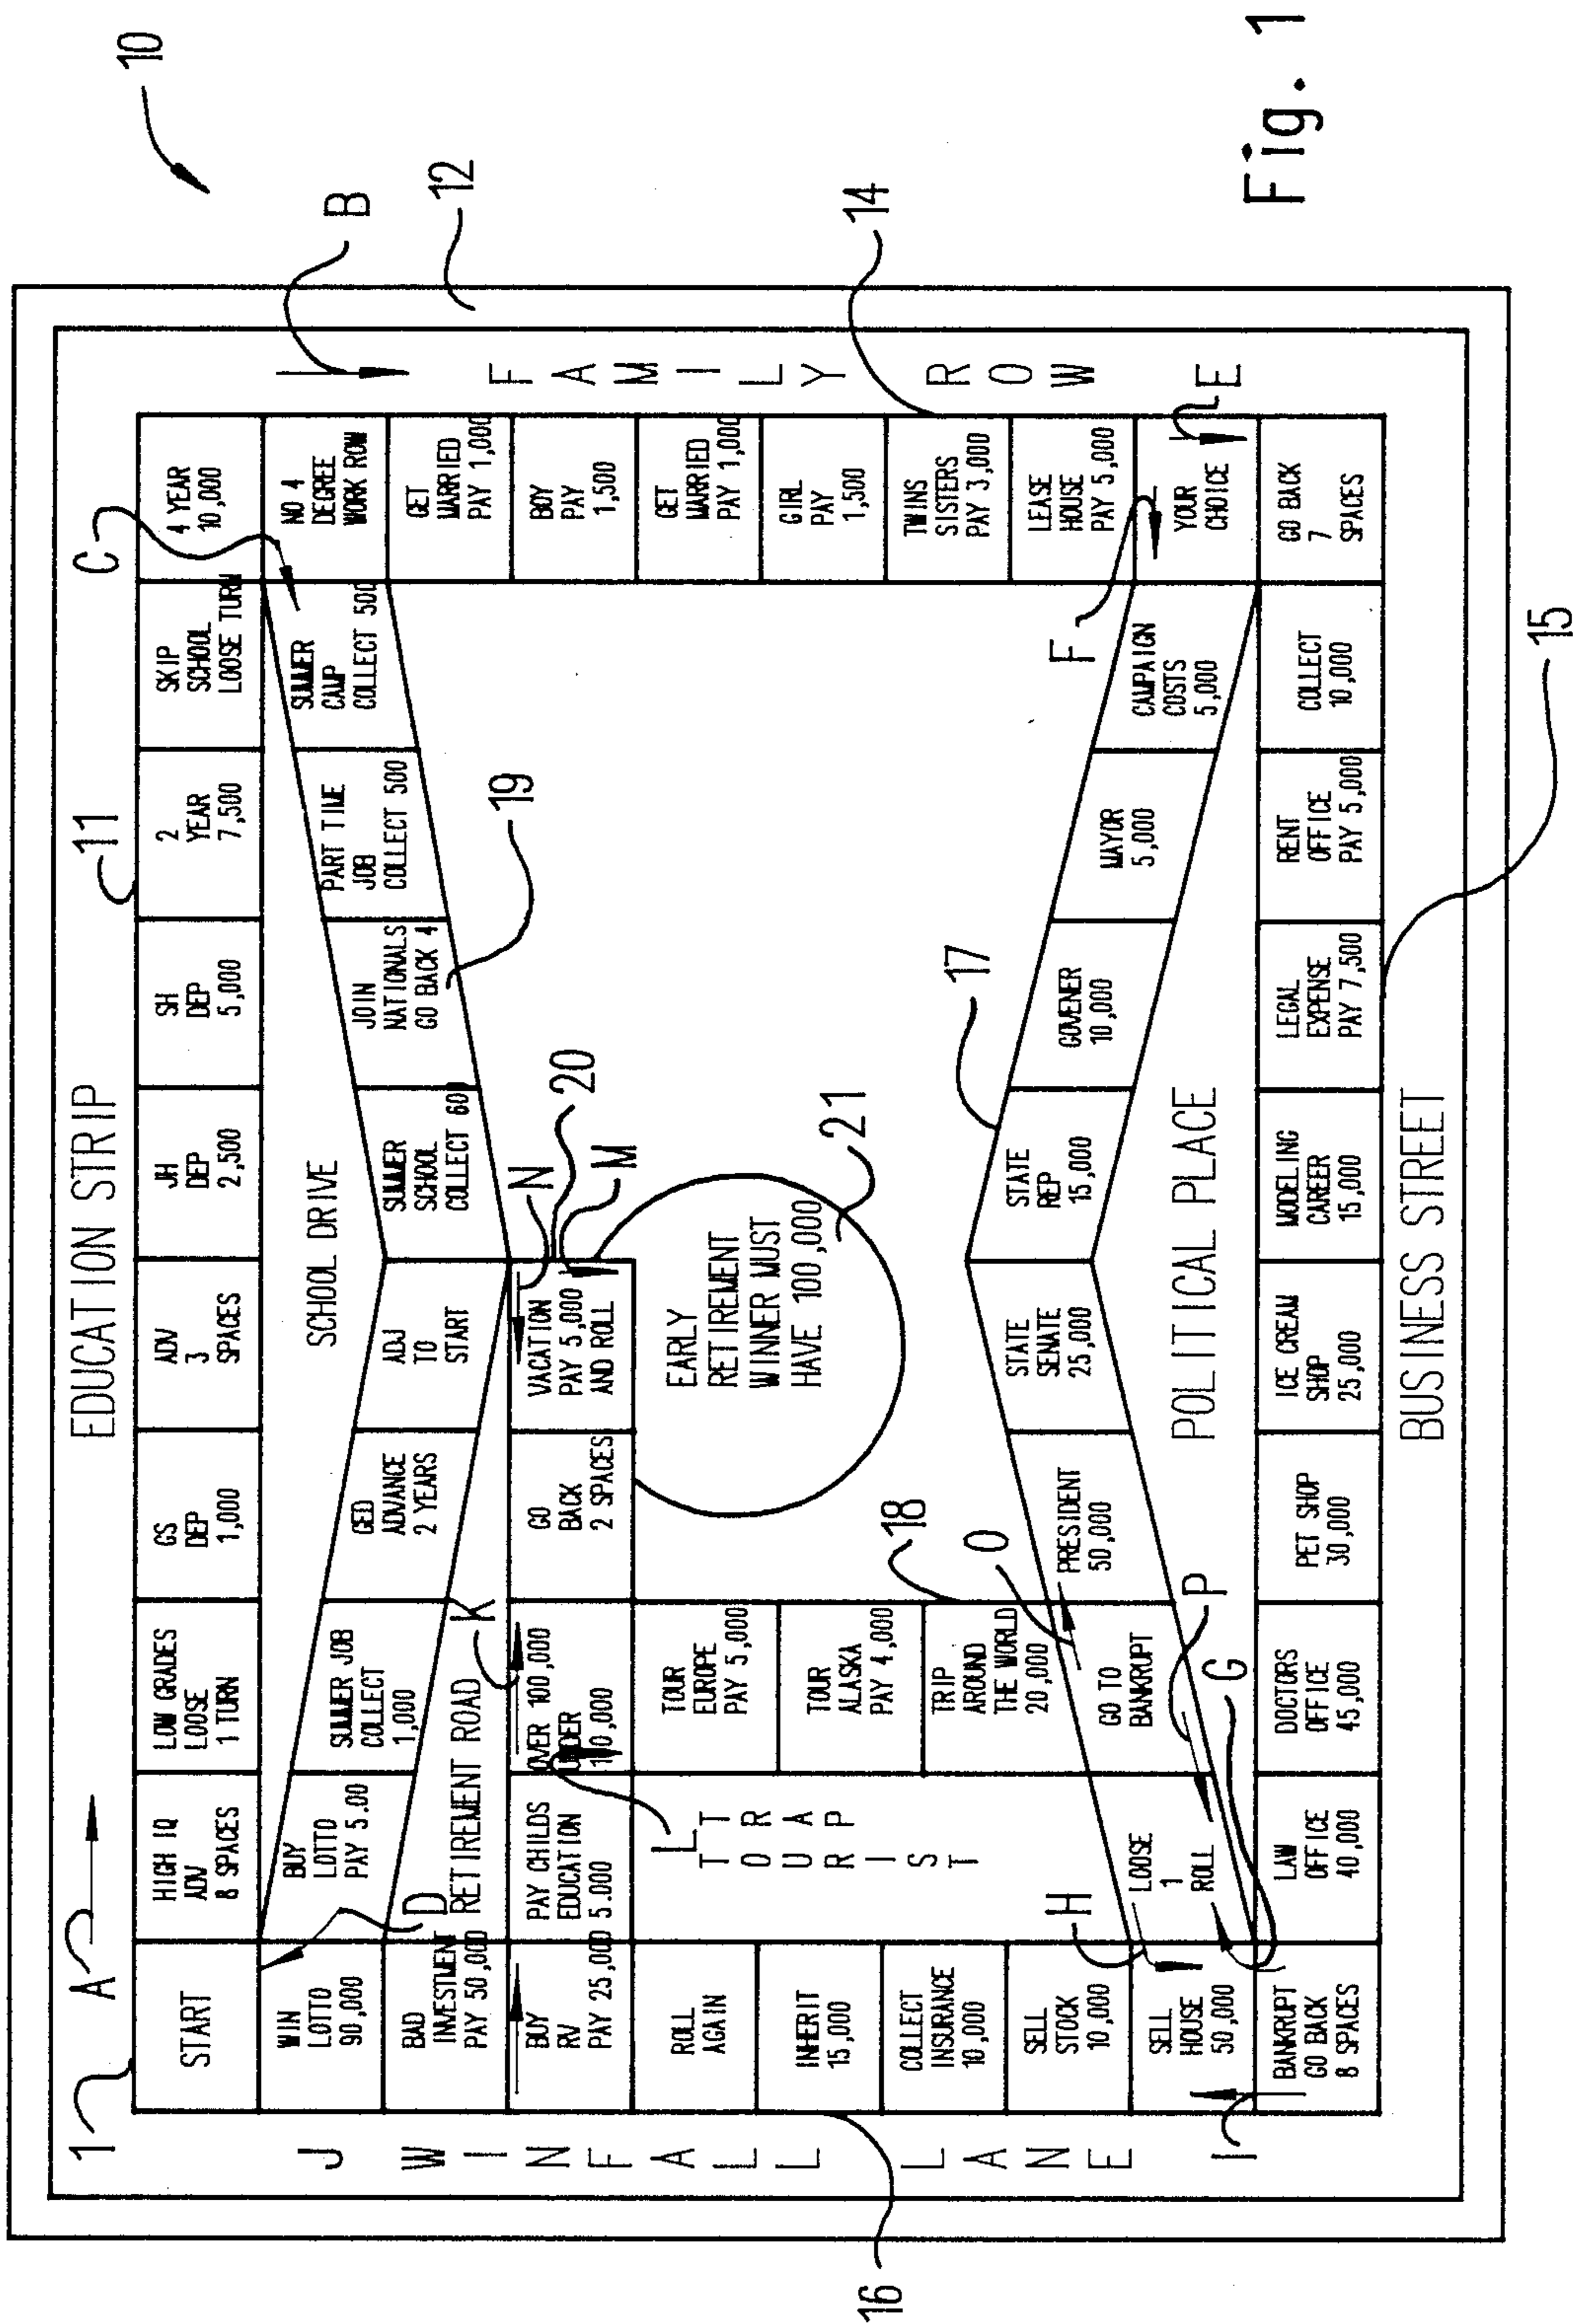 10
12
B
C
11
A
1
EDUCATION STRIP
START
HIGH IQ
ADV
8 SPACES
LOW GRADES
LOOSE
1 TURN
GS
DEP
1,000
ADV
3
SPACES
JH
DEP
2,500
SH
DEP
5,000
2
YEAR
7,500
SKIP
SCHOOL
LOOSE TURN
4 YEAR
10,000
FAMILY ROW
NO 4
DEGREE
WORK ROW
GET
MARRIED
PAY 1,000
BOY
PAY
1,500
GET
MARRIED
PAY 1,000
GIRL
PAY
1,500
TWINS
SISTERS
PAY 3,000
LEASE
HOUSE
PAY 5,000
YOUR
CHOICE
GO BACK
7
SPACES
14
E
F
SCHOOL DRIVE
SUMMER
CAMP
COLLECT 500
PART TIME
JOB
COLLECT 500
JOIN
NATIONALS
GO BACK 4
SUMMER
SCHOOL
COLLECT 60
ADJ
TO
START
GED
ADVANCE
2 YEARS
SUMMER JOB
COLLECT
1,000
BUY
LOTTO
PAY 5.00
19
D
RETIREMENT ROAD
K
N
20
M
PAY CHILDS
EDUCATION
5.000
OVER 100,000
UNDER
100,000
GO
BACK
2 SPACES
VACATION
PAY 5,000
AND ROLL
EARLY
RETIREMENT
WINNER MUST
HAVE 100,000
21
L
TOURIST
TRAP
TOUR
EUROPE
PAY 5,000
TOUR
ALASKA
PAY 4,000
TRIP
AROUND
THE WORLD
20,000
18
O
17
CAMPAIGN
COSTS
5,000
MAYOR
5,000
GOVENER
10,000
STATE
REP
15,000
STATE
SENATE
25,000
PRESIDENT
50,000
GO TO
BANKRUPT
LOOSE
1
ROLL
POLITICAL PLACE
P
G
H
J
WINFALL LANE
WIN
LOTTO
90,000
BAD
INVESTMENT
PAY 50,000
BUY
RV
PAY 25,000
ROLL
AGAIN
INHERIT
15,000
COLLECT
INSURANCE
10,000
SELL
STOCK
10,000
SELL
HOUSE
50,000
BANKRUPT
GO BACK
8 SPACES
I
16
LAW
OFFICE
40,000
DOCTORS
OFFICE
45,000
PET SHOP
30,000
ICE CREAM
SHOP
25,000
MODELING
CAREER
15,000
LEGAL
EXPENSE
PAY 7,500
RENT
OFFICE
PAY 5,000
COLLECT
10,000
BUSINESS STREET
15
Fig. 1